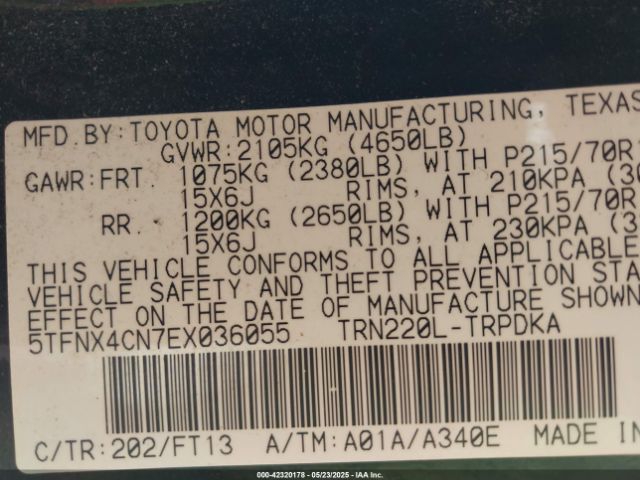 MFD.BY:TOYOTA MOTOR MANUFACTURING, TEXAS
GVWR:2105KG (4650LB)
GAWR:FRT. 1075KG (2380LB) WITH P215/70R1
15X6J RIMS, AT 210KPA (30
RR. 1200KG (2650LB) WITH P215/70R
15X6J RIMS, AT 230KPA (3
THIS VEHICLE CONFORMS TO ALL APPLICABLE
VEHICLE SAFETY AND THEFT PREVENTION STA
EFFECT ON THE DATE OF MANUFACTURE SHOWN
5TFNX4CN7EX036055 TRN220L-TRPDKA
C/TR:202/FT13 A/TM:A01A/A340E MADE IN
000-42320178 - 05/23/2025 - IAA Inc.